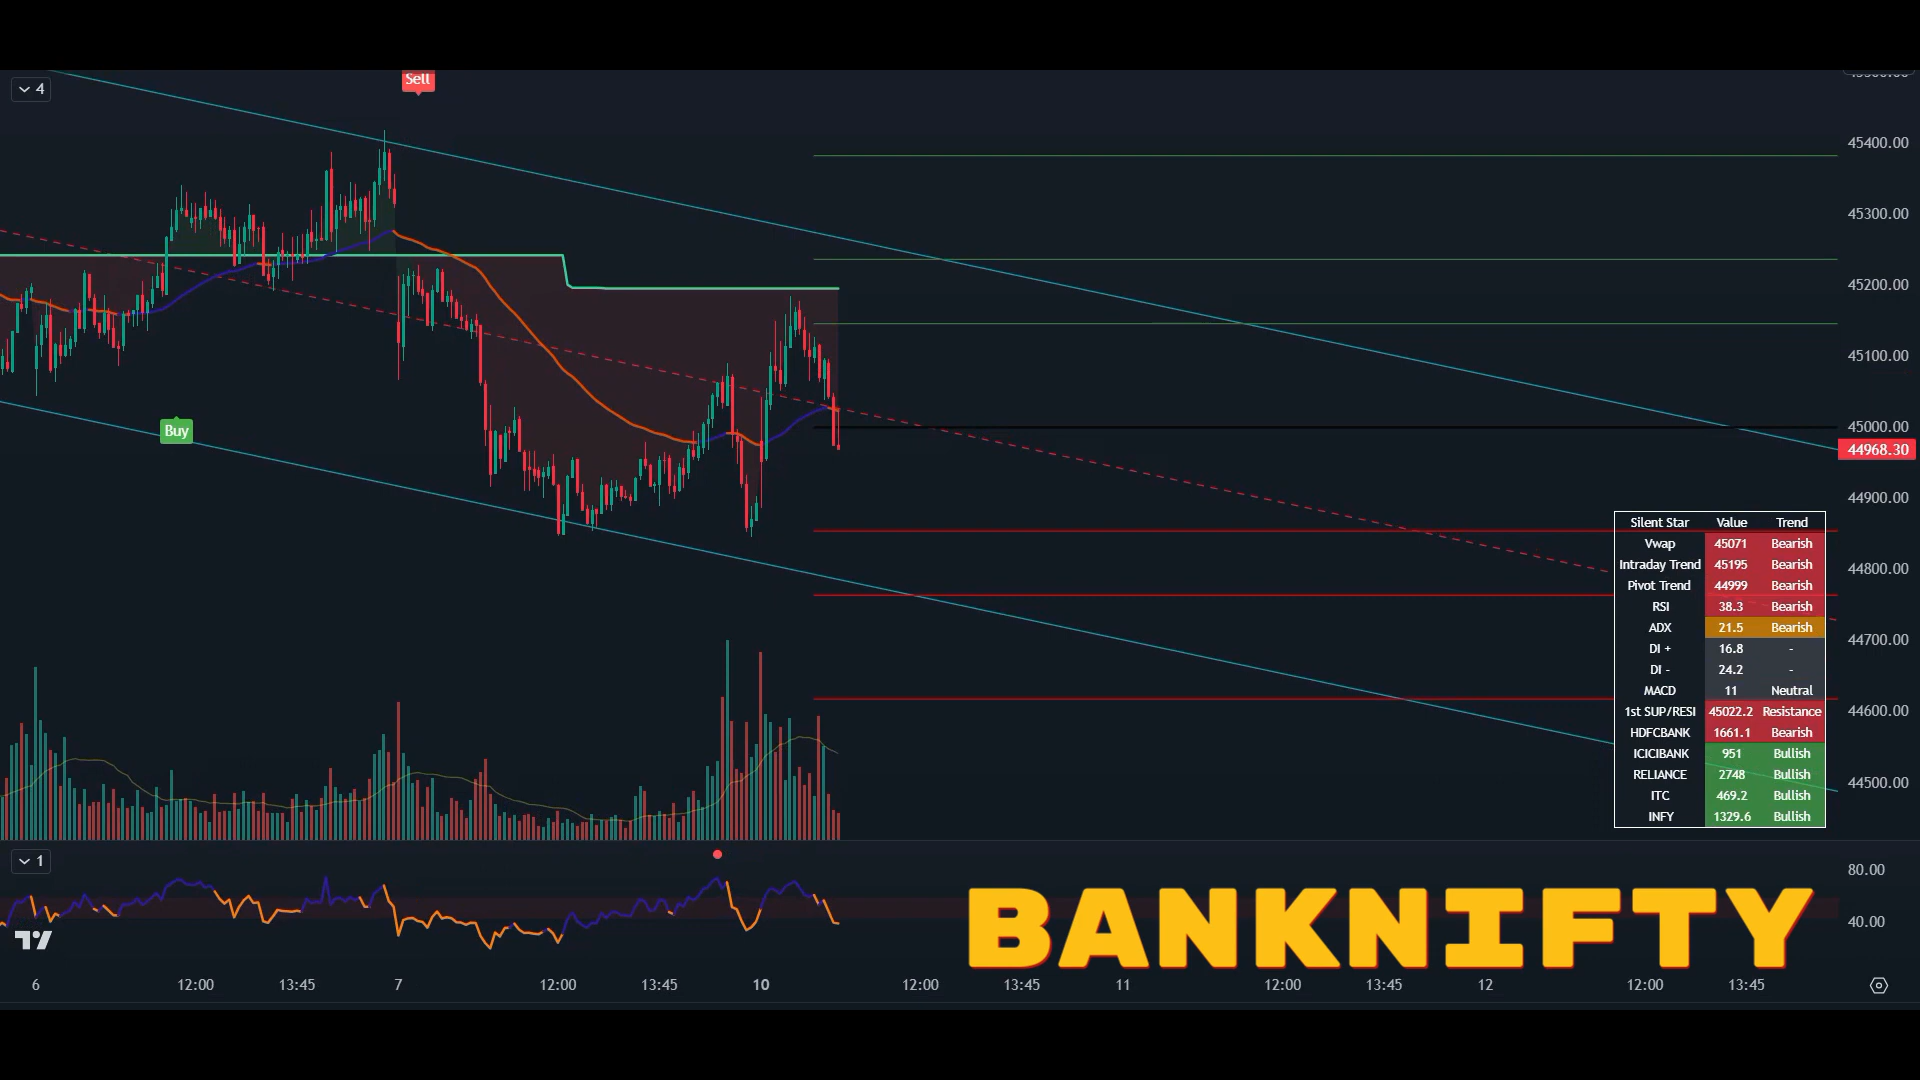 Sell
4
45400.00
45300.00
45200.00
45100.00
Buy
45000.00
44968.30
44900.00
44800.00
44700.00
44600.00
44500.00
Silent Star Value Trend
Vwap 45071 Bearish
Intraday Trend 45195 Bearish
Pivot Trend 44999 Bearish
RSI 38.3 Bearish
ADX 21.5 Bearish
DI + 16.8 -
DI - 24.2 -
MACD 11 Neutral
1st SUP/RESI 45022.2 Resistance
HDFCBANK 1661.1 Bearish
ICICIBANK 951 Bullish
RELIANCE 2748 Bullish
ITC 469.2 Bullish
INFY 1329.6 Bullish
1
80.00
40.00
BANKNIFTY
6 12:00 13:45 7 12:00 13:45 10 12:00 13:45 11 12:00 13:45 12 12:00 13:45